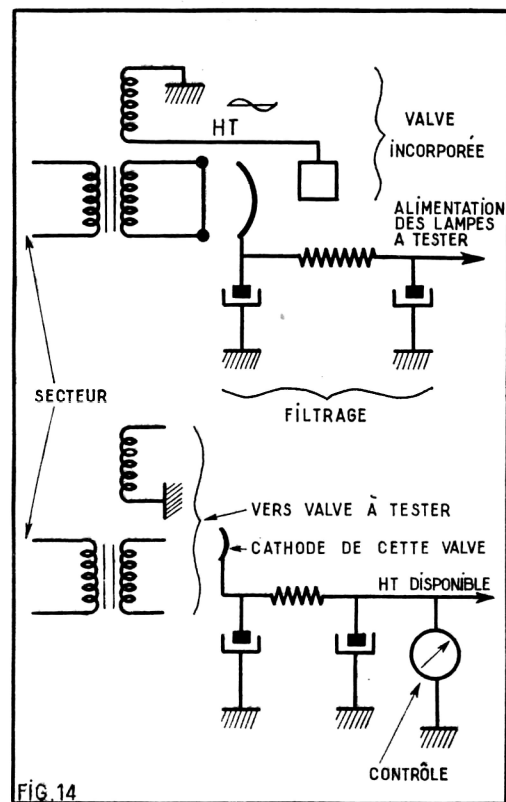 HT
VALVE
INCORPORÉE
ALIMENTATION
DES LAMPES
A TESTER
SECTEUR
FILTRAGE
VERS VALVE À TESTER
CATHODE DE CETTE VALVE
HT DISPONIBLE
CONTRÔLE
FIG.14